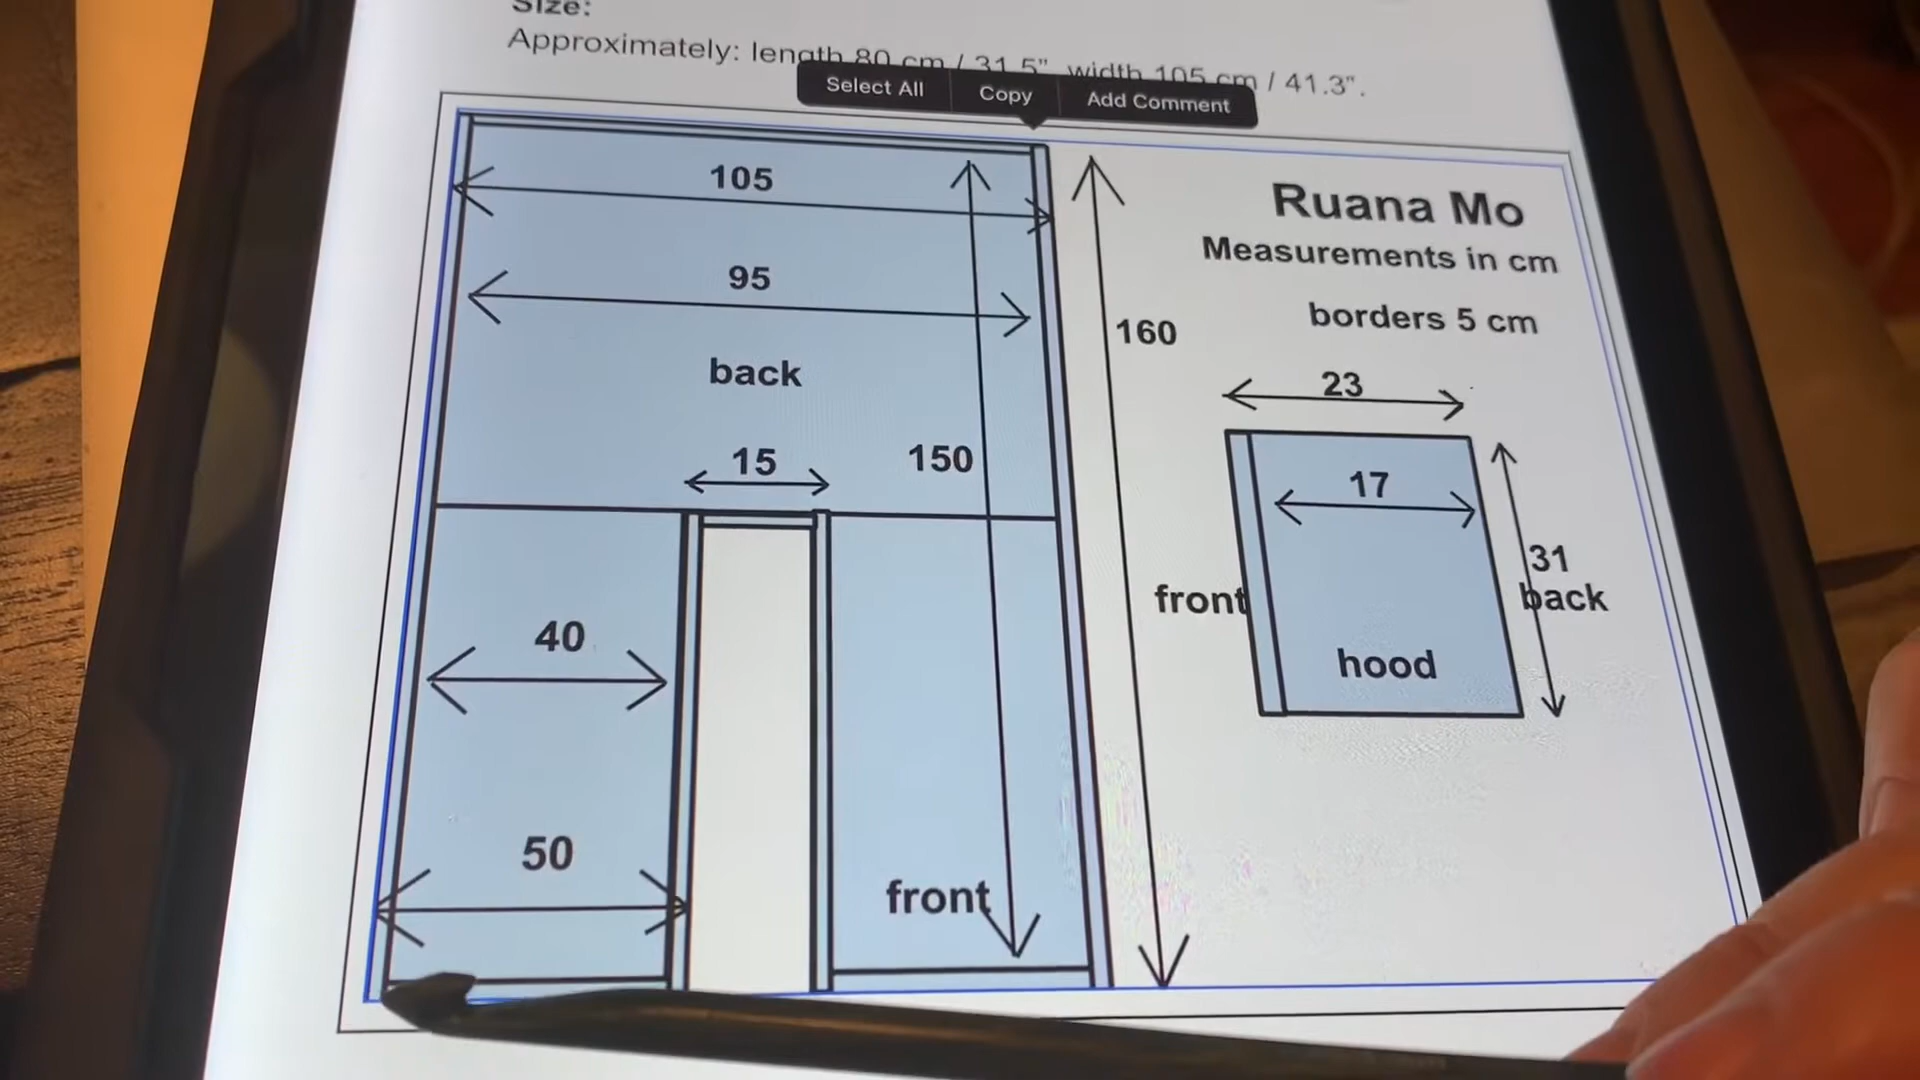 Size:
Approximately: length 80 cm / 31.5", width 105 cm / 41.3".
Select All
Copy
Add Comment
105
95
back
15
150
160
40
50
front
Ruana Mo
Measurements in cm
borders 5 cm
23
17
31
front
back
hood